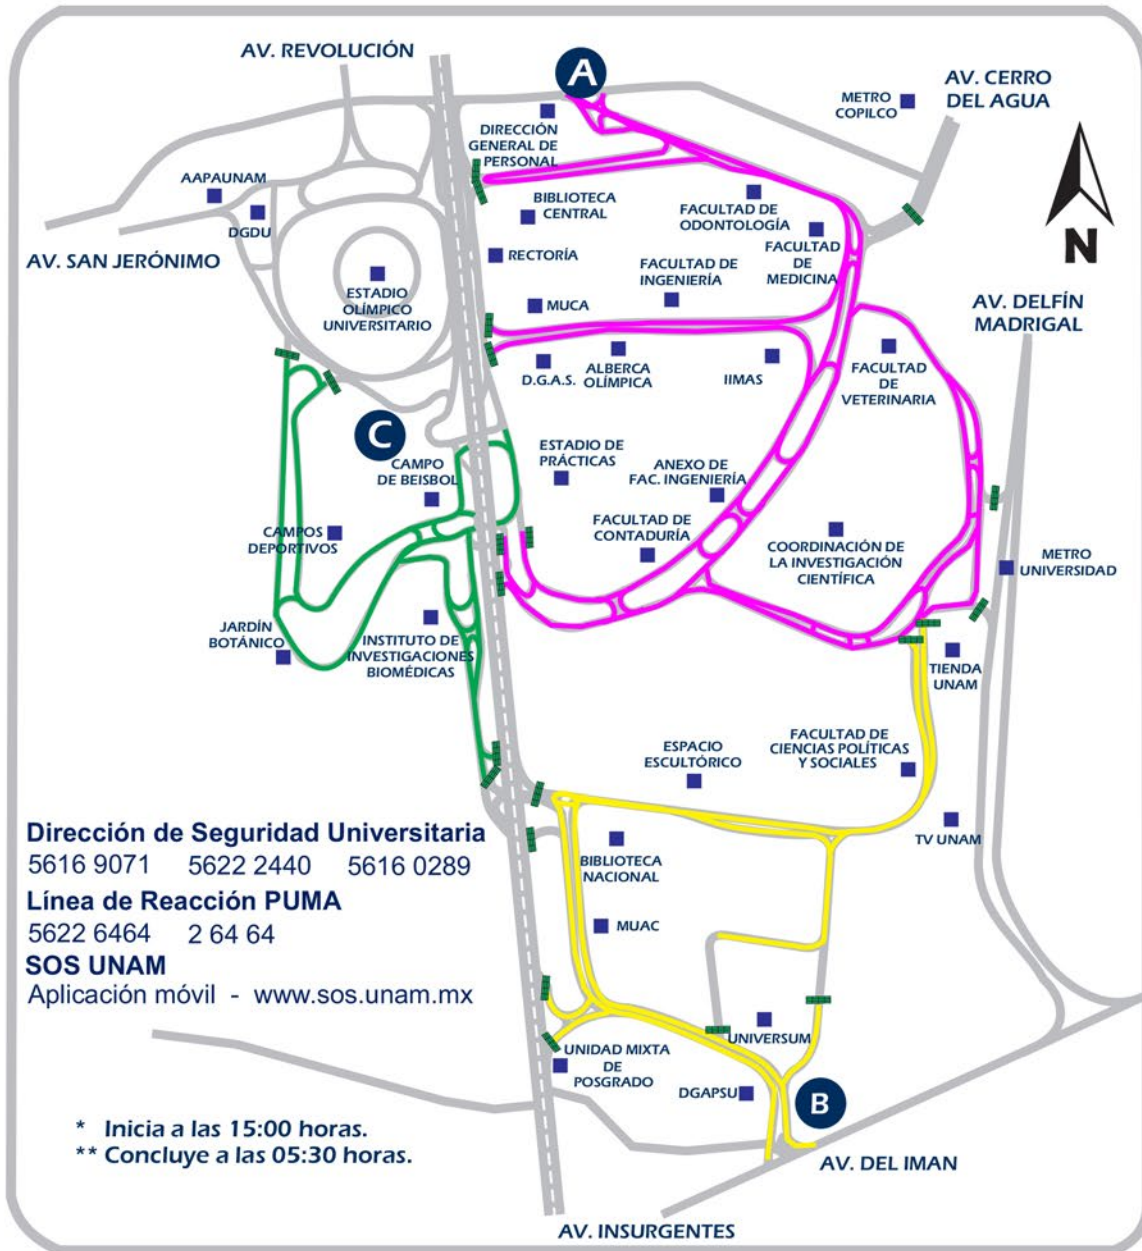 AV. REVOLUCIÓN
A
AV. CERRO
DEL AGUA
METRO
COPILCO
DIRECCIÓN
GENERAL DE
PERSONAL
AAPAUNAM
DGDU
BIBLIOTECA
CENTRAL
FACULTAD DE
ODONTOLOGÍA
FACULTAD
DE
MEDICINA
N
AV. SAN JERÓNIMO
RECTORÍA
FACULTAD DE
INGENIERÍA
ESTADIO
OLÍMPICO
UNIVERSITARIO
MUCA
AV. DELFÍN
MADRIGAL
D.G.A.S.
ALBERCA
OLÍMPICA
IIMAS
FACULTAD
DE
VETERINARIA
C
CAMPO
DE BEISBOL
ESTADIO DE
PRÁCTICAS
ANEXO DE
FAC. INGENIERÍA
CAMPOS
DEPORTIVOS
FACULTAD DE
CONTADURÍA
COORDINACIÓN DE
LA INVESTIGACIÓN
CIENTÍFICA
METRO
UNIVERSIDAD
JARDÍN
BOTÁNICO
INSTITUTO DE
INVESTIGACIONES
BIOMÉDICAS
TIENDA
UNAM
ESPACIO
ESCULTÓRICO
FACULTAD DE
CIENCIAS POLÍTICAS
Y SOCIALES
TV UNAM
Dirección de Seguridad Universitaria
5616 9071 5622 2440 5616 0289
Línea de Reacción PUMA
5622 6464 2 64 64
SOS UNAM
Aplicación móvil - www.sos.unam.mx
BIBLIOTECA
NACIONAL
MUAC
UNIVERSUM
UNIDAD MIXTA
DE
POSGRADO
DGAPSU
B
* Inicia a las 15:00 horas.
** Concluye a las 05:30 horas.
AV. DEL IMAN
AV. INSURGENTES